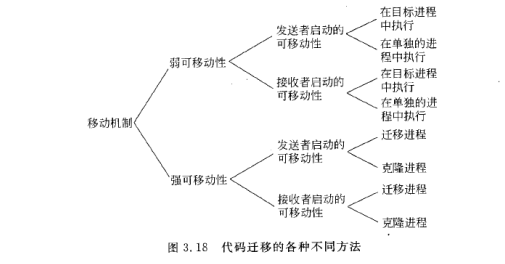 在目标进程
中执行
发送者启动的
可移动性
在单独的进
程中执行
弱可移动性
在目标进程
中执行
接收者启动的
可移动性
在单独的进
程中执行
移动机制
发送者启动的
可移动性
迁移进程
克隆进程
强可移动性
接收者启动的
可移动性
迁移进程
克隆进程
图 3.18 代码迁移的各种不同方法